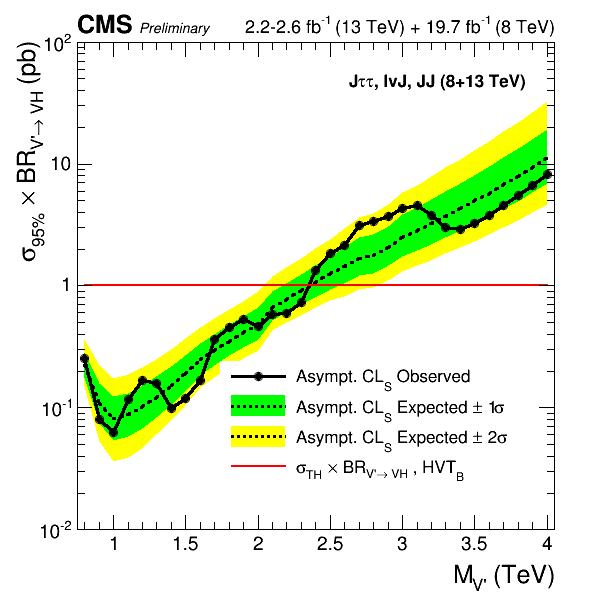 CMS Preliminary 2.2-2.6 fb⁻¹ (13 TeV) + 19.7 fb⁻¹ (8 TeV)
Jττ, lνJ, JJ (8+13 TeV)
σ95% × BRV'→ VH (pb)
10²
10
1
10⁻¹
10⁻²
Asympt. CLS Observed
Asympt. CLS Expected ± 1σ
Asympt. CLS Expected ± 2σ
σTH × BRV'→ VH , HVTB
1 1.5 2 2.5 3 3.5 4
MV' (TeV)